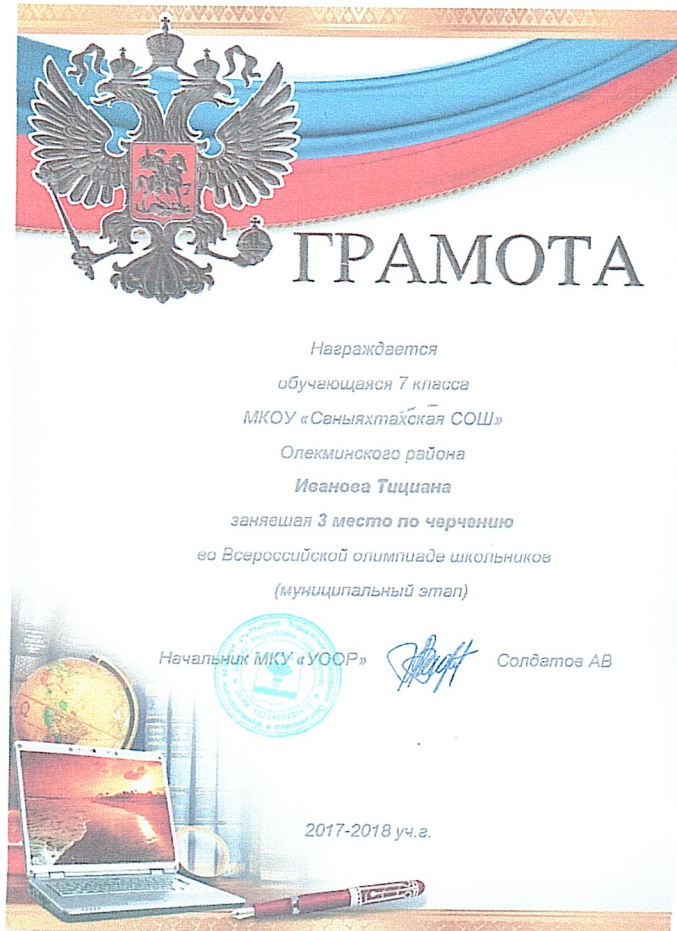 ГРАМОТА
Награждается
обучающаяся 7 класса
МКОУ «Саныяхтахская СОШ»
Олекминского района
Иванова Тициана
занявшая 3 место по черчению
во Всероссийской олимпиаде школьников
(муниципальный этап)
Начальник МКУ «УООР» Солдатов АВ
2017-2018 уч.г.